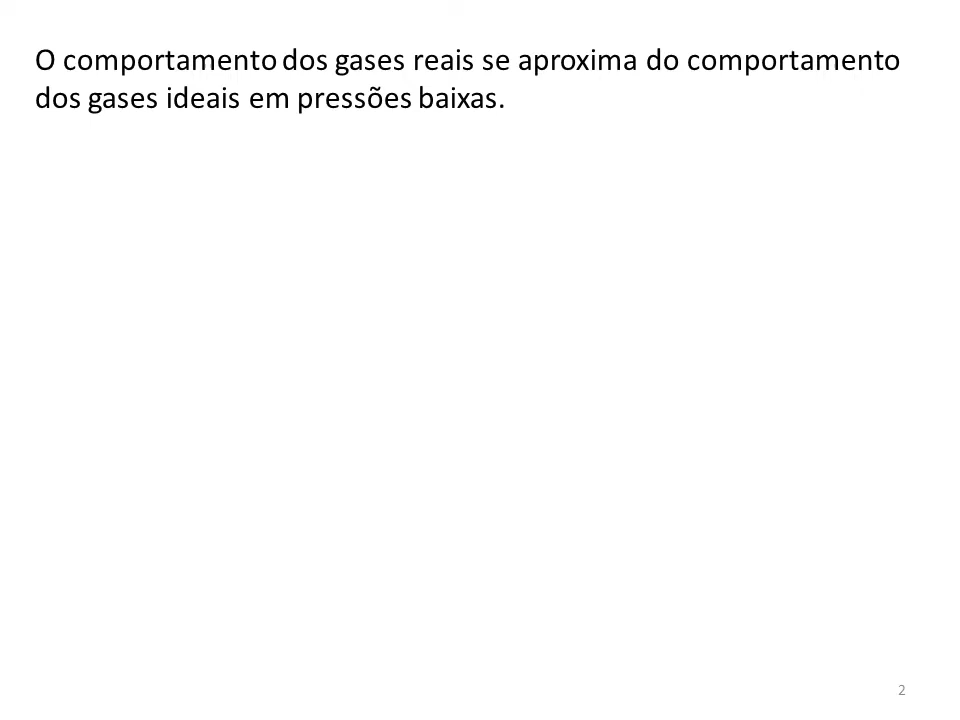 O comportamento dos gases reais se aproxima do comportamento
dos gases ideais em pressões baixas.
2